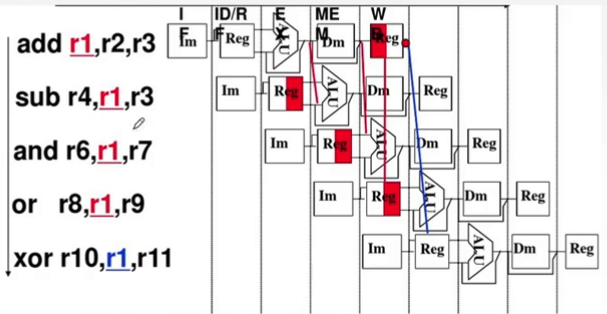 I ID/R E ME W
F F X M B
add r1,r2,r3 Im Reg ALU Dm Reg
sub r4,r1,r3 Im Reg ALU Dm Reg
and r6,r1,r7 Im Reg ALU Dm Reg
or r8,r1,r9 Im Reg ALU Dm Reg
xor r10,r1,r11 Im Reg ALU Dm Reg